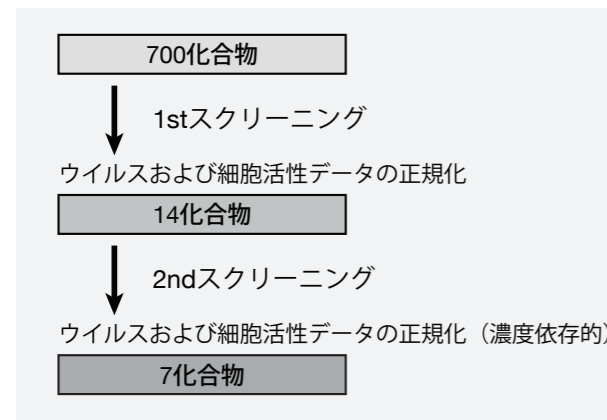 700化合物
1stスクリーニング
ウイルスおよび細胞活性データの正規化
14化合物
2ndスクリーニング
ウイルスおよび細胞活性データの正規化（濃度依存的）
7化合物